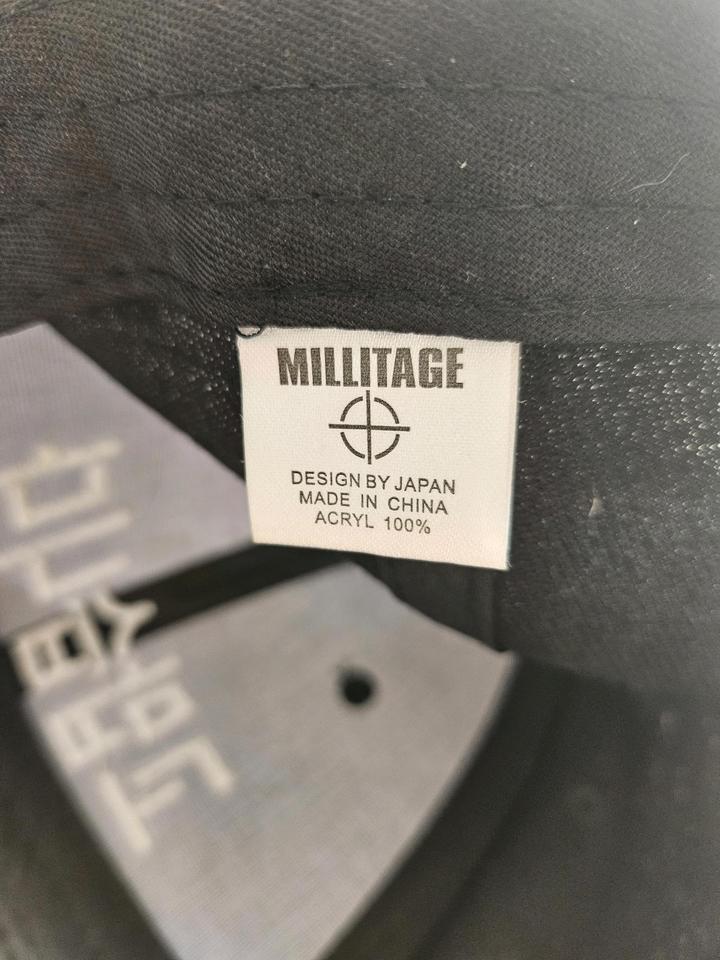 MILLITAGE
DESIGN BY JAPAN
MADE IN CHINA
ACRYL 100%